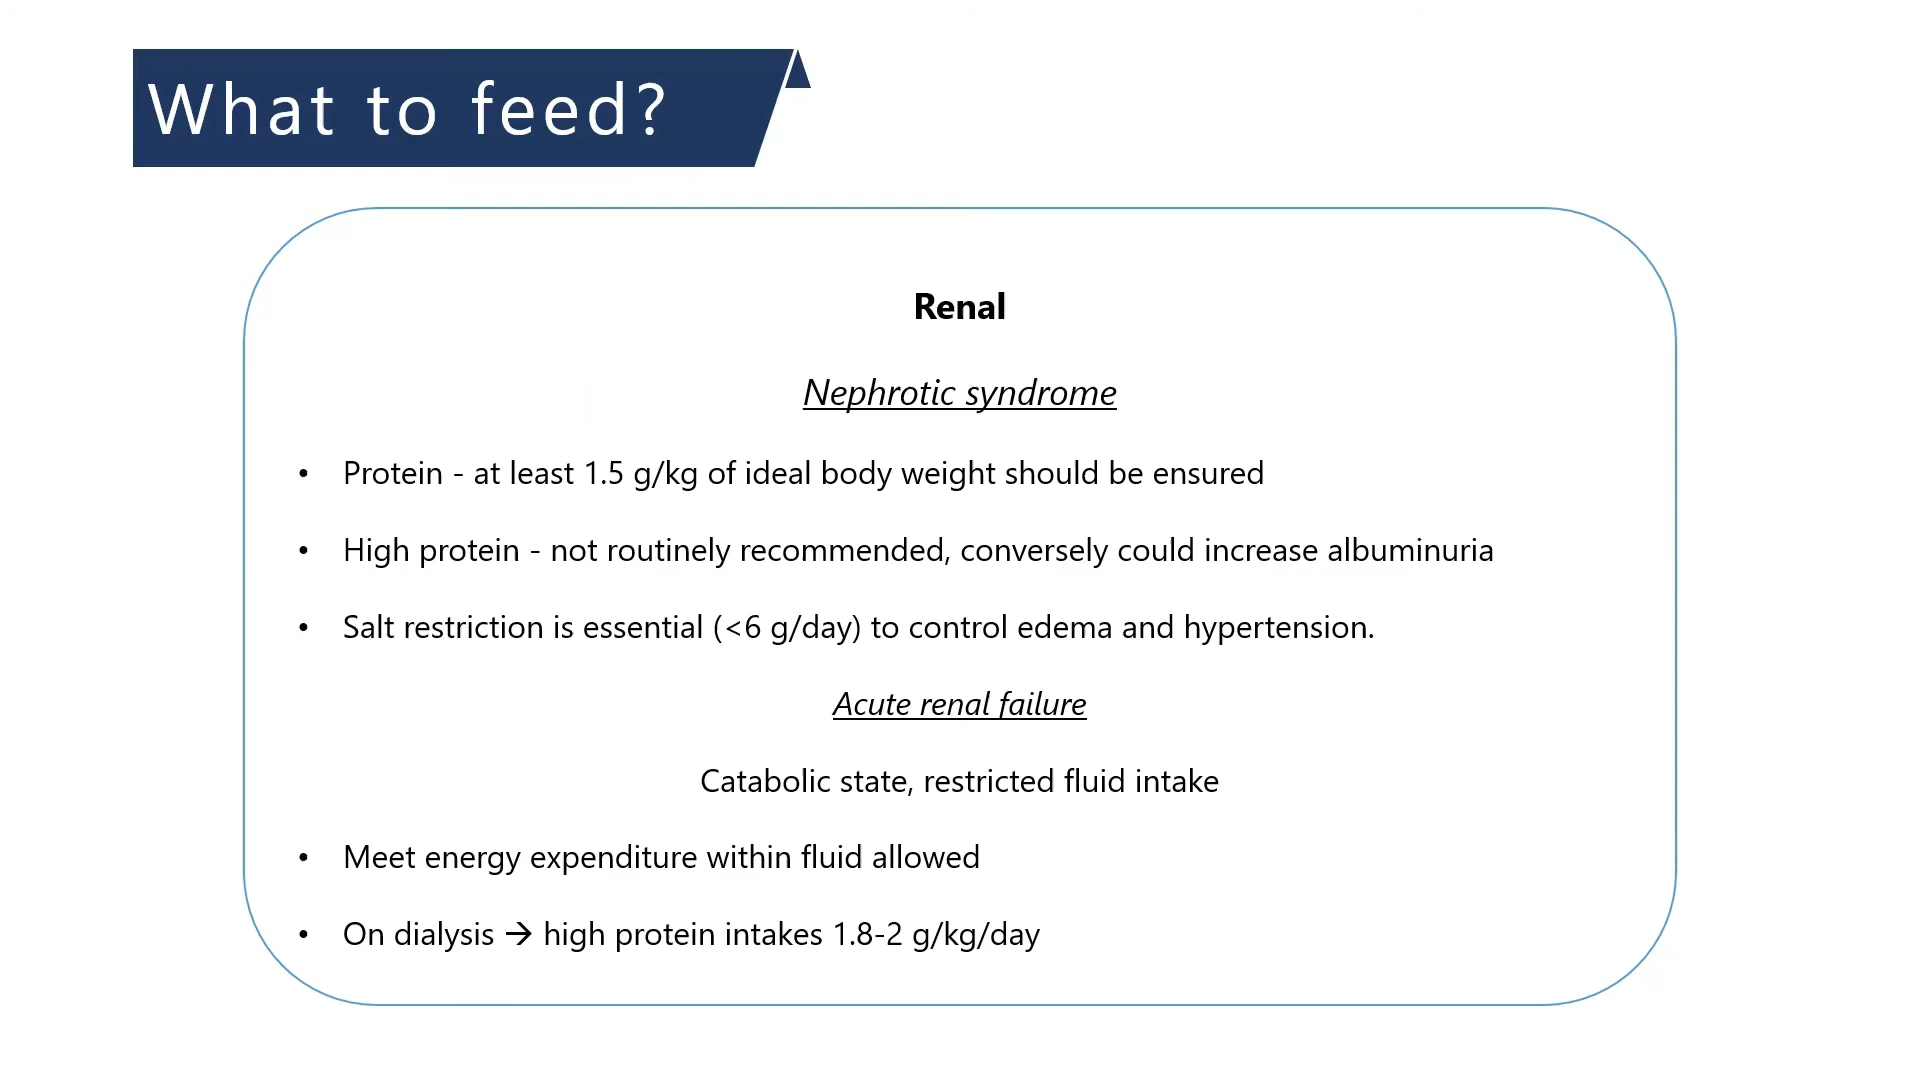 What to feed?
Renal
Nephrotic syndrome
• Protein - at least 1.5 g/kg of ideal body weight should be ensured
• High protein - not routinely recommended, conversely could increase albuminuria
• Salt restriction is essential (<6 g/day) to control edema and hypertension.
Acute renal failure
Catabolic state, restricted fluid intake
• Meet energy expenditure within fluid allowed
• On dialysis → high protein intakes 1.8-2 g/kg/day